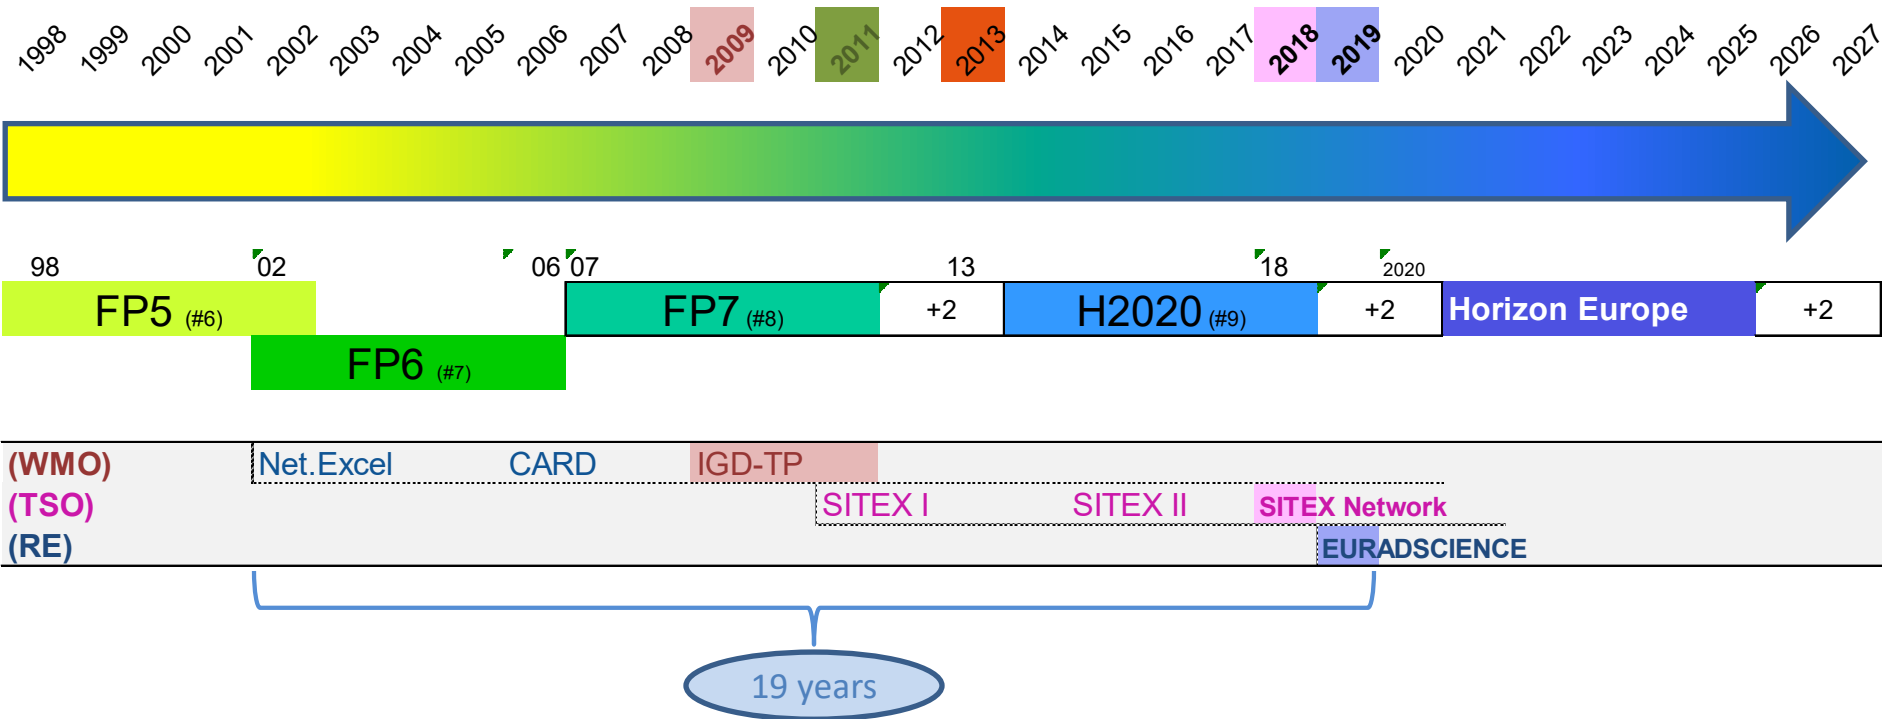 1998 1999 2000 2001 2002 2003 2004 2005 2006 2007 2008 2009 2010 2011 2012 2013 2014 2015 2016 2017 2018 2019 2020 2021 2022 2023 2024 2025 2026 2027
98 02 06 07 13 18 2020
FP5 (#6) FP7 (#8) +2 H2020 (#9) +2 Horizon Europe +2
FP6 (#7)
(WMO) Net.Excel CARD IGD-TP
(TSO) SITEX I SITEX II SITEX Network
(RE) EURADSCIENCE
19 years